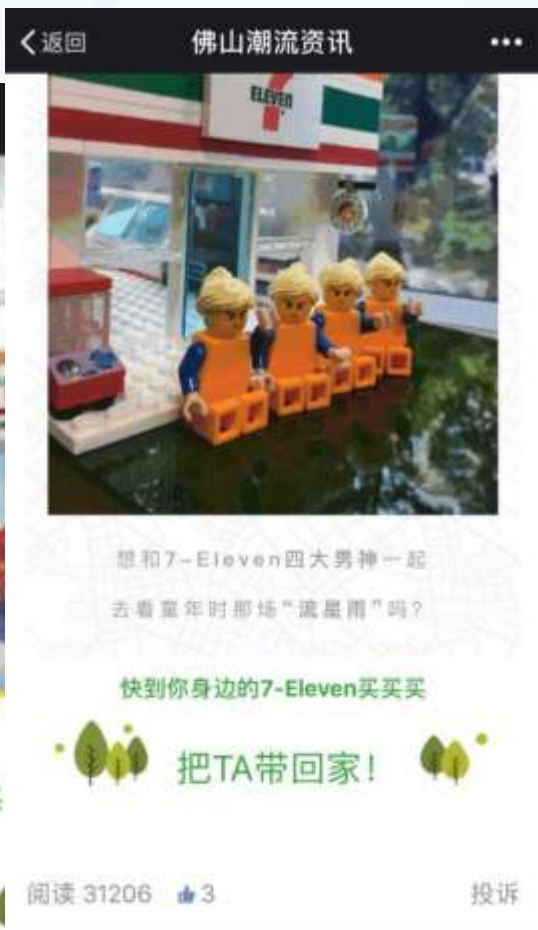 返回
佛山潮流资讯
7
ELEVEN
想和7-Eleven四大男神一起
去看童年时那场“流星雨”吗？
快到你身边的7-Eleven买买买
把TA带回家！
阅读 31206 3
投诉